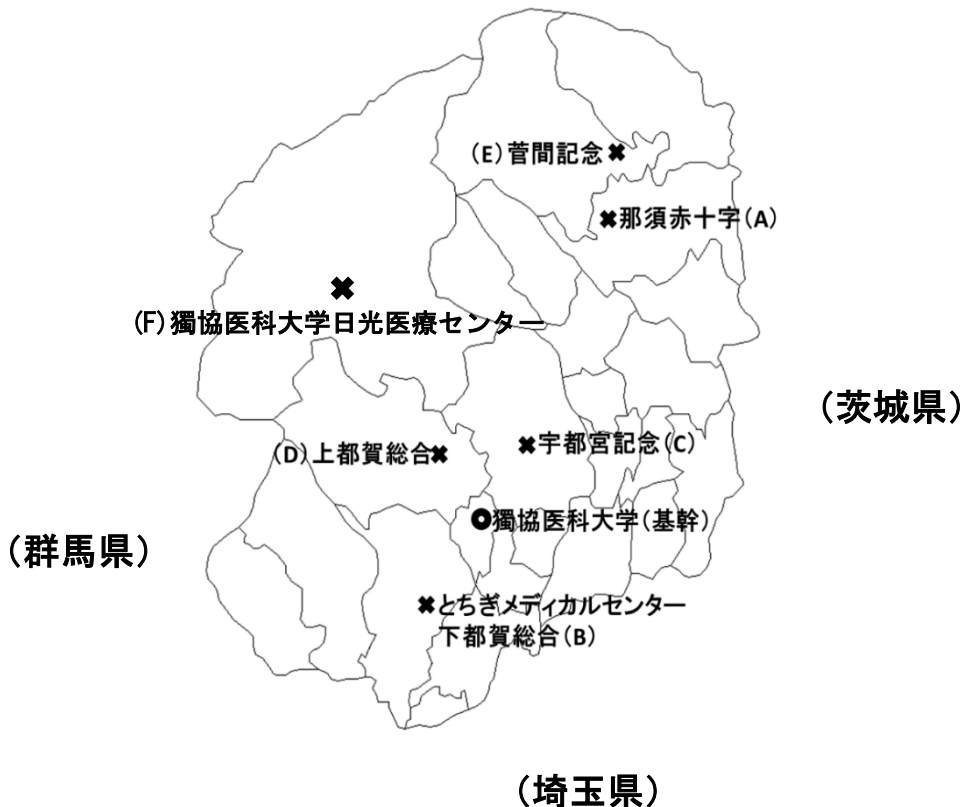 (E)菅間記念
那須赤十字(A)
(F)獨協医科大学日光医療センター
(茨城県)
(D)上都賀総合
宇都宮記念(C)
獨協医科大学(基幹)
(群馬県)
とちぎメディカルセンター
下都賀総合(B)
(埼玉県)